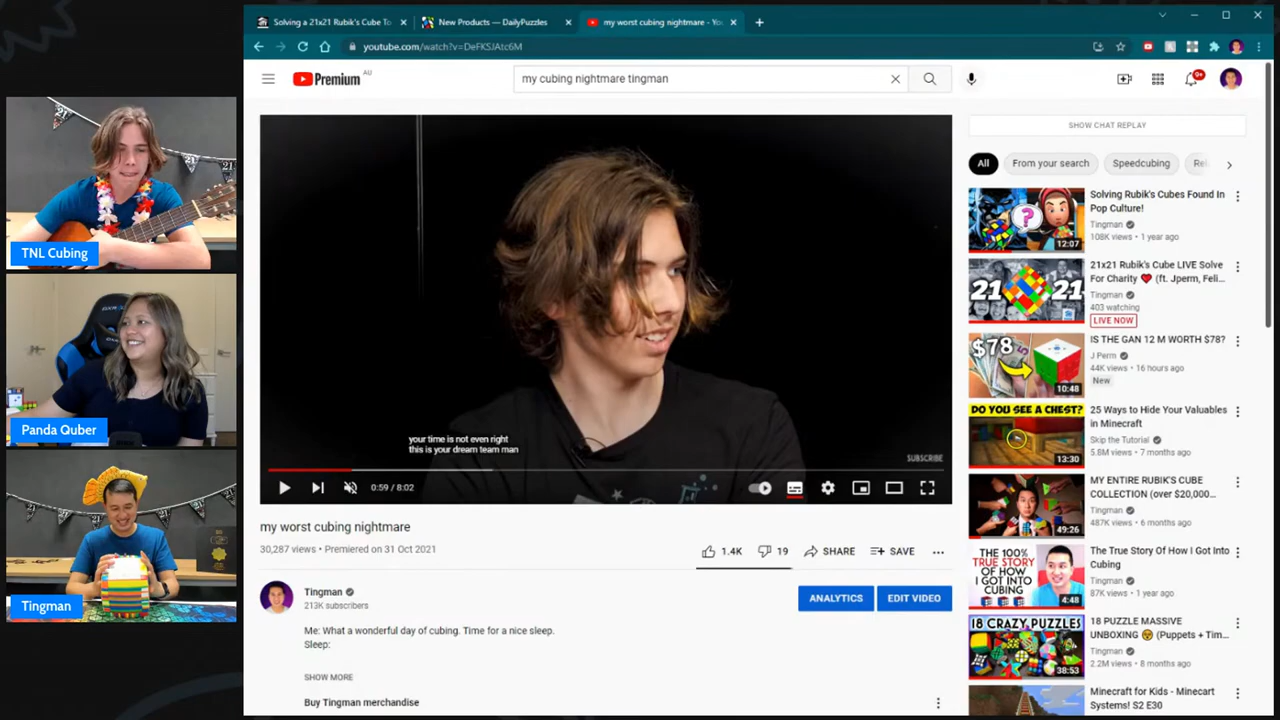 Solving a 21x21 Rubik's Cube To
New Products — DailyPuzzles
my worst cubing nightmare - You
youtube.com/watch?v=DeFKSJAtc6M
Premium AU
my cubing nightmare tingman
9+
21
21
TNL Cubing
Panda Quber
Tingman
your time is not even right
this is your dream team man
SUBSCRIBE
0:59 / 8:02
my worst cubing nightmare
30,287 views • Premiered on 31 Oct 2021
1.4K
19
SHARE
SAVE
Tingman
213K subscribers
ANALYTICS
EDIT VIDEO
Me: What a wonderful day of cubing. Time for a nice sleep.
Sleep:
SHOW MORE
Buy Tingman merchandise
SHOW CHAT REPLAY
All
From your search
Speedcubing
Rel
12:07
Solving Rubik's Cubes Found In
Pop Culture!
Tingman
108K views • 1 year ago
21 21
21x21 Rubik's Cube LIVE Solve
For Charity ❤️ (ft. Jperm, Feli...
Tingman
403 watching
LIVE NOW
$78
10:48
IS THE GAN 12 M WORTH $78?
J Perm
44K views • 16 hours ago
New
DO YOU SEE A CHEST?
13:30
25 Ways to Hide Your Valuables
in Minecraft
Skip the Tutorial
5.8M views • 7 months ago
49:26
MY ENTIRE RUBIK'S CUBE
COLLECTION (over $20,000...
Tingman
487K views • 6 months ago
THE 100%
TRUE STORY
OF HOW
I GOT INTO
CUBING
4:48
The True Story Of How I Got Into
Cubing
Tingman
87K views • 1 year ago
18 CRAZY PUZZLES
38:53
18 PUZZLE MASSIVE
UNBOXING 🤯 (Puppets + Tim...
Tingman
2.2M views • 8 months ago
Minecraft for Kids - Minecart
Systems! S2 E30